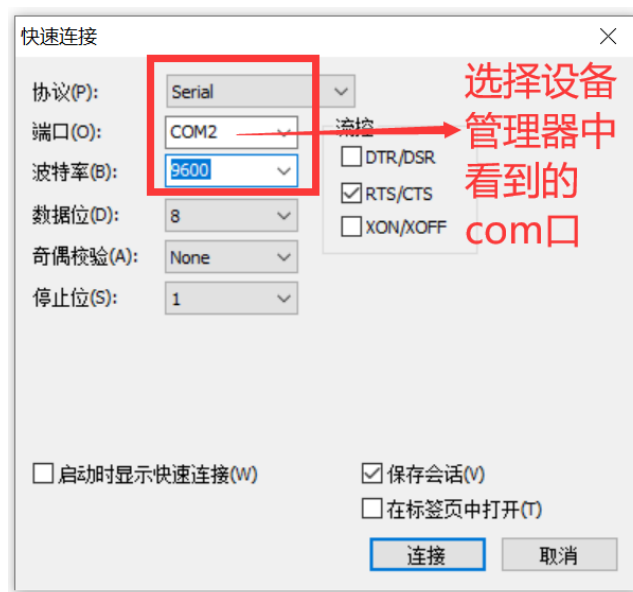 快速连接
协议(P):
Serial
端口(O):
COM2
波特率(B):
9600
数据位(D):
8
奇偶校验(A):
None
停止位(S):
1
流控
DTR/DSR
RTS/CTS
XON/XOFF
选择设备
管理器中
看到的
com口
启动时显示快速连接(W)
保存会话(V)
在标签页中打开(T)
连接
取消